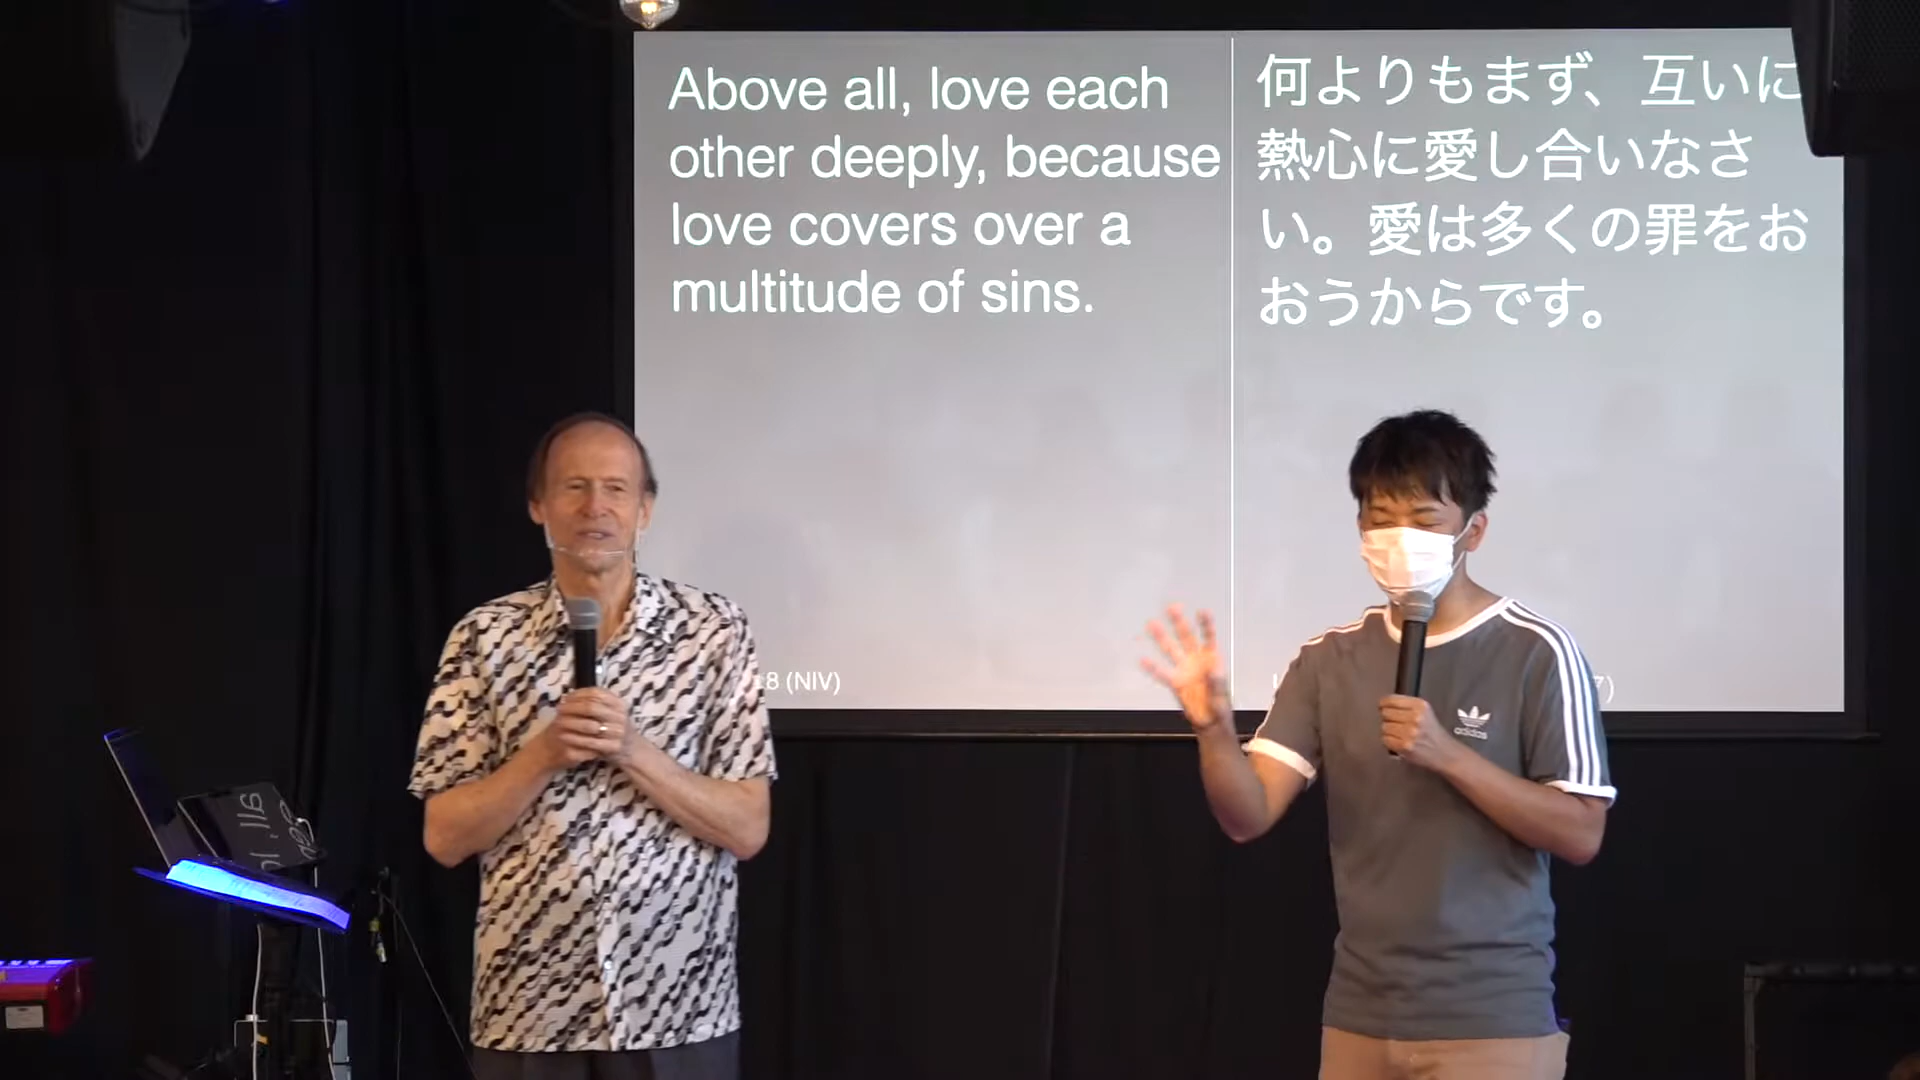 Above all, love each
other deeply, because
love covers over a
multitude of sins.
何よりもまず、互いに
熱心に愛し合いなさ
い。愛は多くの罪をお
おうからです。
:8 (NIV)
7)
adidas